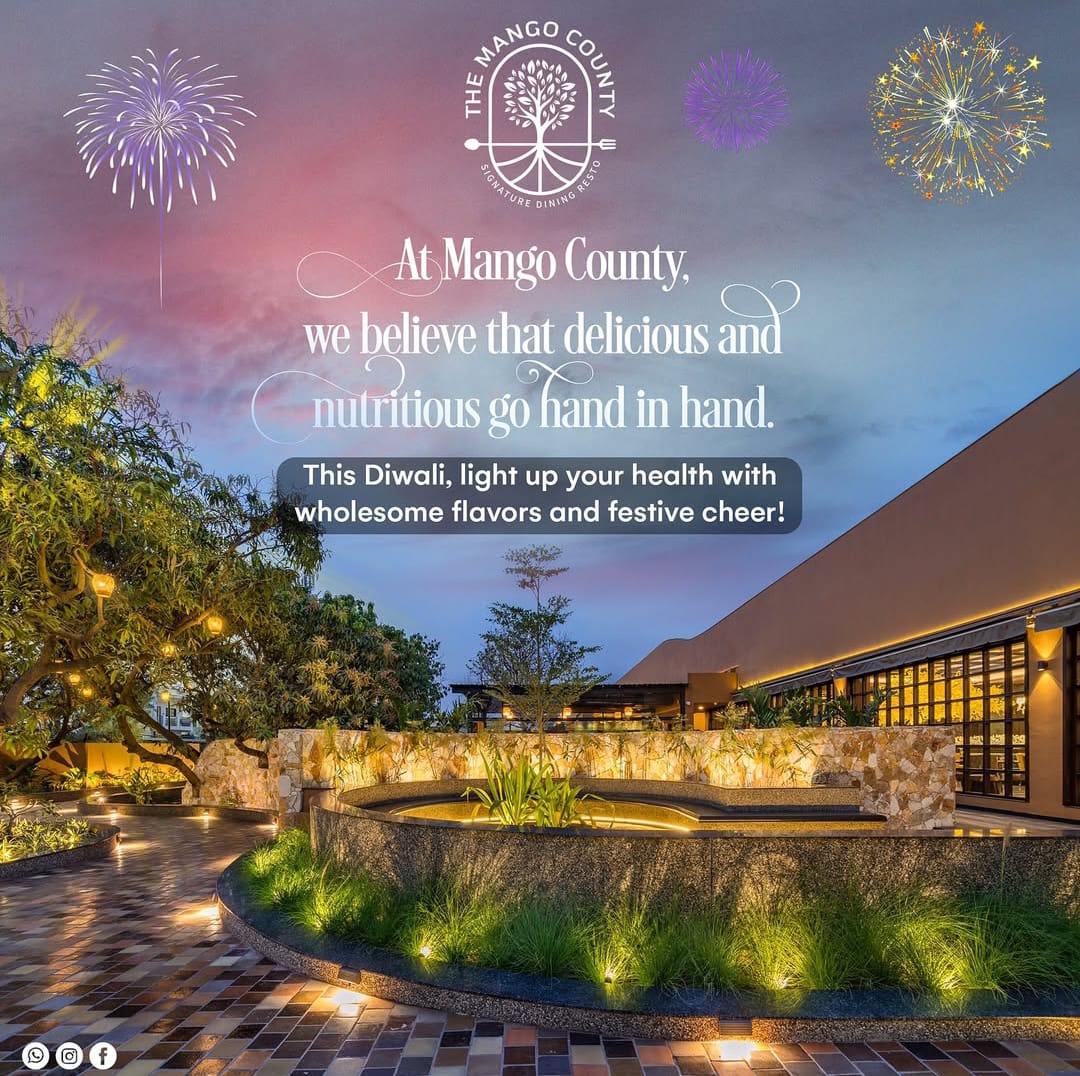 THE MANGO COUNTY
SIGNATURE DINING RESTO
At Mango County,
we believe that delicious and
nutritious go hand in hand.
This Diwali, light up your health with
wholesome flavors and festive cheer!